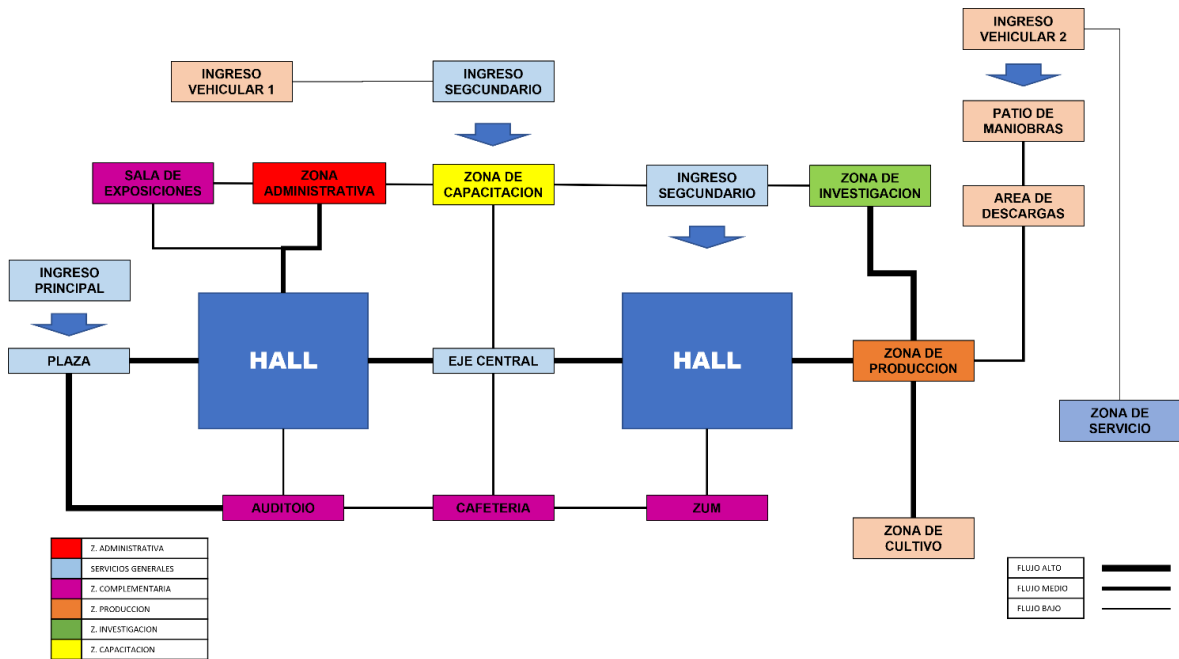 INGRESO
VEHICULAR 2
INGRESO
VEHICULAR 1
INGRESO
SEGCUNDARIO
PATIO DE
MANIOBRAS
SALA DE
EXPOSICIONES
ZONA
ADMINISTRATIVA
ZONA DE
CAPACITACION
INGRESO
SEGCUNDARIO
ZONA DE
INVESTIGACION
AREA DE
DESCARGAS
INGRESO
PRINCIPAL
PLAZA
HALL
EJE CENTRAL
HALL
ZONA DE
PRODUCCION
ZONA DE
SERVICIO
AUDITOIO
CAFETERIA
ZUM
ZONA DE
CULTIVO
Z. ADMINISTRATIVA
SERVICIOS GENERALES
Z. COMPLEMENTARIA
Z. PRODUCCION
Z. INVESTIGACION
Z. CAPACITACION
FLUJO ALTO
FLUJO MEDIO
FLUJO BAJO